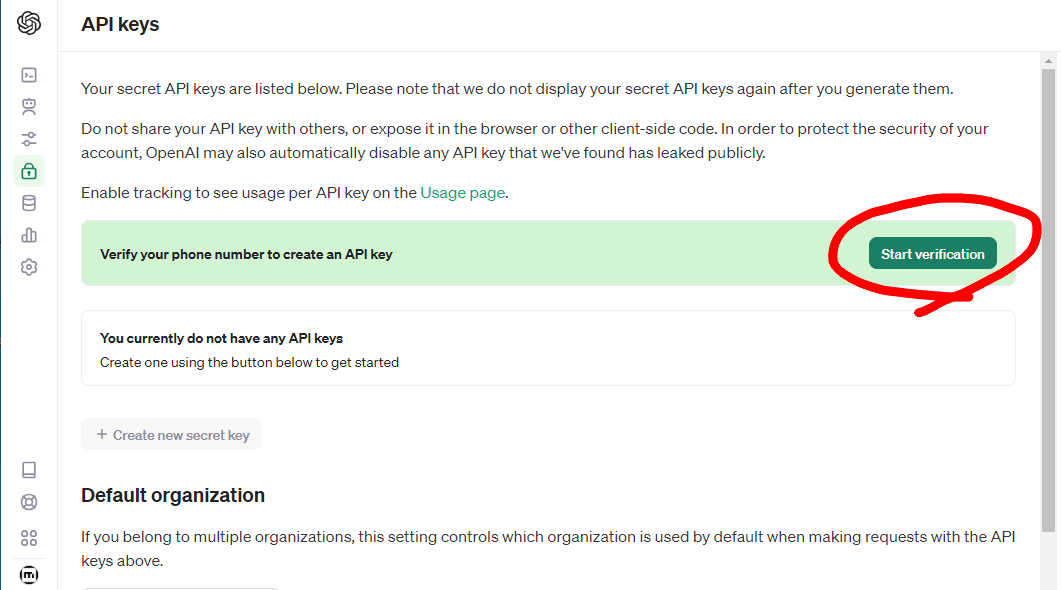 API keys
Your secret API keys are listed below. Please note that we do not display your secret API keys again after you generate them.
Do not share your API key with others, or expose it in the browser or other client-side code. In order to protect the security of your
account, OpenAI may also automatically disable any API key that we've found has leaked publicly.
Enable tracking to see usage per API key on the Usage page.
Verify your phone number to create an API key
Start verification
You currently do not have any API keys
Create one using the button below to get started
+ Create new secret key
Default organization
If you belong to multiple organizations, this setting controls which organization is used by default when making requests with the API
keys above.